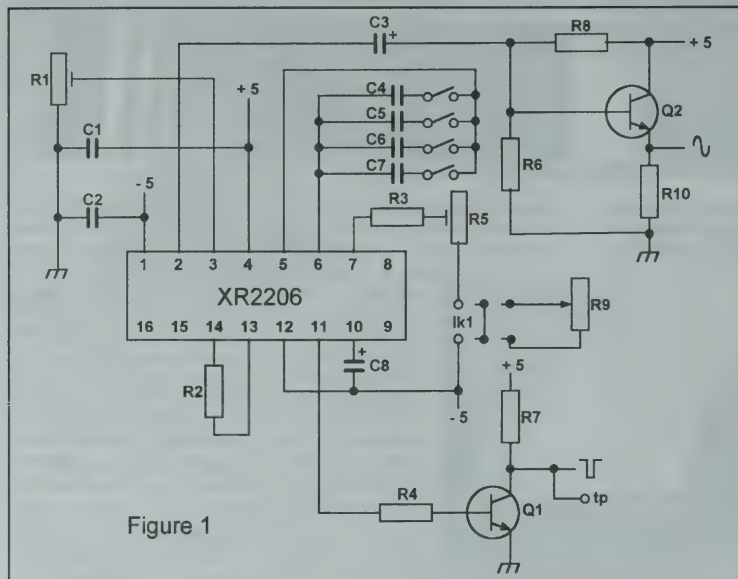 C3 +
R8
+ 5
R1
+ 5
C4
C5
C6
C7
Q2
C1
- 5
C2
R6
R3
R5
R10
1 2 3 4 5 6 7 8
XR2206
16 15 14 13 12 11 10 9
lk1
R9
+
C8
R2
+ 5
- 5
R7
R4
Q1
tp
Figure 1